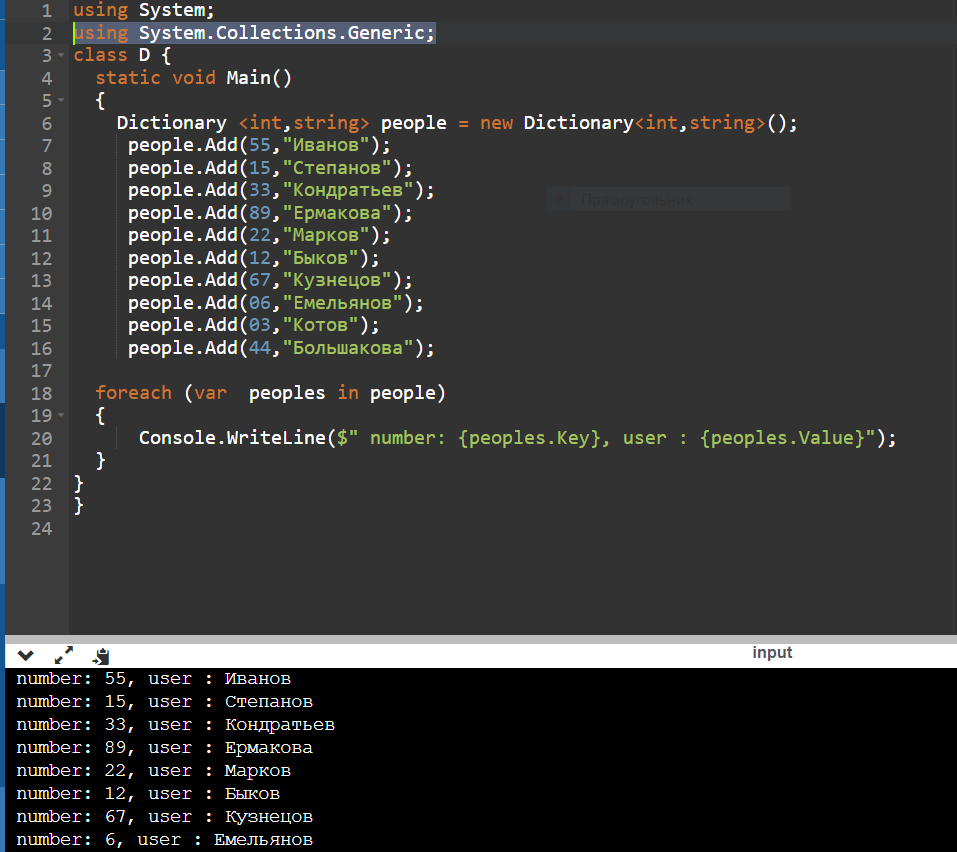 1 using System;
2 using System.Collections.Generic;
3 class D {
4 static void Main()
5 {
6 Dictionary <int,string> people = new Dictionary<int,string>();
7 people.Add(55,"Иванов");
8 people.Add(15,"Степанов");
9 people.Add(33,"Кондратьев");
10 people.Add(89,"Ермакова");
11 people.Add(22,"Марков");
12 people.Add(12,"Быков");
13 people.Add(67,"Кузнецов");
14 people.Add(06,"Емельянов");
15 people.Add(03,"Котов");
16 people.Add(44,"Большакова");
17
18 foreach (var peoples in people)
19 {
20 Console.WriteLine($" number: {peoples.Key}, user : {peoples.Value}");
21 }
22 }
23 }
24
Прямоугольник
input
number: 55, user : Иванов
number: 15, user : Степанов
number: 33, user : Кондратьев
number: 89, user : Ермакова
number: 22, user : Марков
number: 12, user : Быков
number: 67, user : Кузнецов
number: 6, user : Емельянов